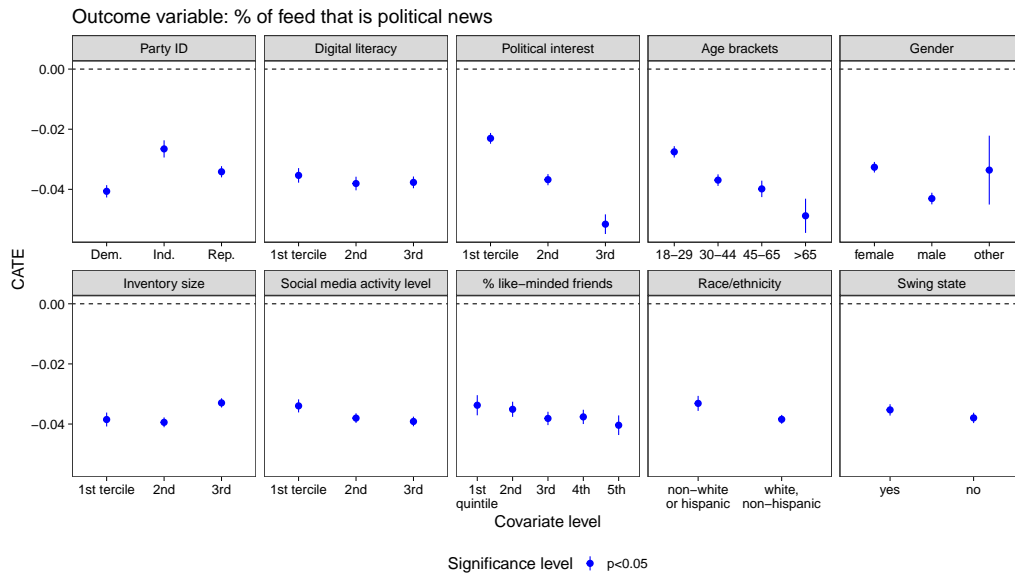 Outcome variable: % of feed that is political news
Party ID
Digital literacy
Political interest
Age brackets
Gender
0.00
−0.02
−0.04
Dem. Ind. Rep.
1st tercile 2nd 3rd
1st tercile 2nd 3rd
18−29 30−44 45−65 >65
female male other
CATE
Inventory size
Social media activity level
% like−minded friends
Race/ethnicity
Swing state
0.00
−0.02
−0.04
1st tercile 2nd 3rd
1st tercile 2nd 3rd
1st 2nd 3rd 4th 5th
quintile
non−white white,
or hispanic non−hispanic
yes no
Covariate level
Significance level p<0.05